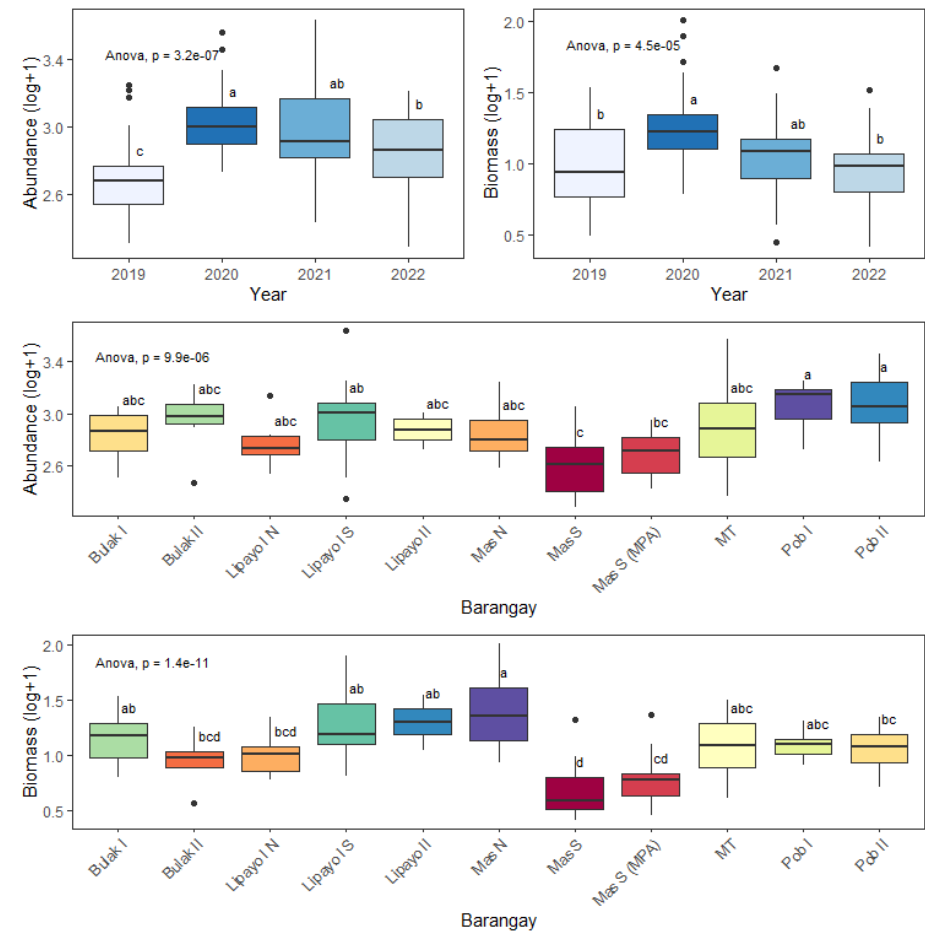 Anova, p = 3.2e-07
Abundance (log+1)
3.4
3.0
2.6
c
a
ab
b
2019 2020 2021 2022
Year
Anova, p = 4.5e-05
Biomass (log+1)
2.0
1.5
1.0
0.5
b
a
ab
b
2019 2020 2021 2022
Year
Anova, p = 9.9e-06
Abundance (log+1)
3.4
3.0
2.6
abc abc abc ab abc abc c bc abc a a
Bulak I
Bulak II
Lipayo I N
Lipayo I S
Lipayo II
Mas N
Mas S
Mas S (MPA)
MT
Pob I
Pob II
Barangay
Anova, p = 1.4e-11
Biomass (log+1)
2.0
1.5
1.0
0.5
ab bcd bcd ab ab a d cd abc abc bc
Bulak I
Bulak II
Lipayo I N
Lipayo I S
Lipayo II
Mas N
Mas S
Mas S (MPA)
MT
Pob I
Pob II
Barangay